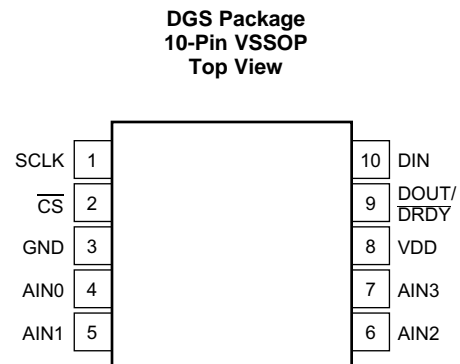 DGS Package
10-Pin VSSOP
Top View
SCLK 1 10 DIN
CS 2 9 DOUT/
DRDY
GND 3 8 VDD
AIN0 4 7 AIN3
AIN1 5 6 AIN2